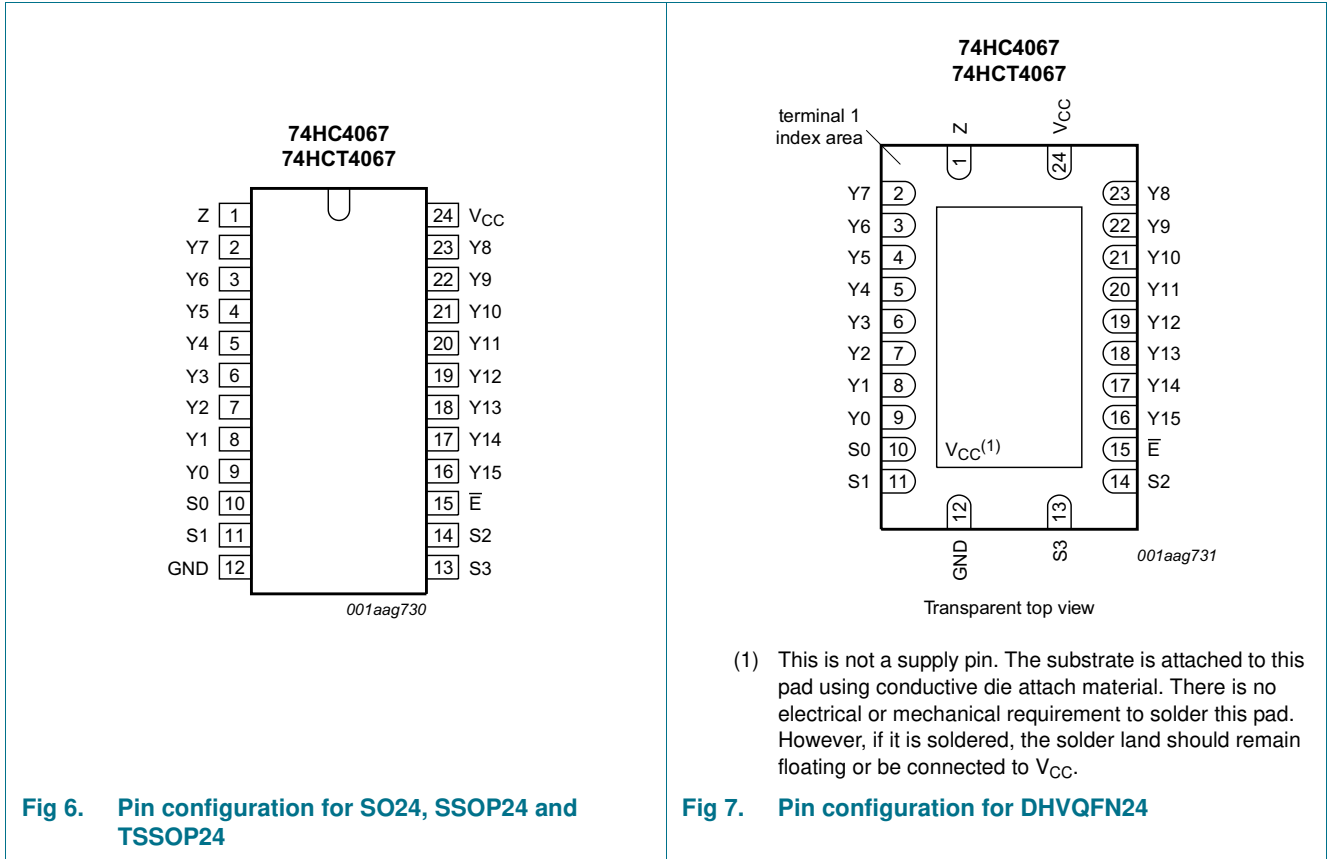 74HC4067
74HCT4067
Z 1
Y7 2
Y6 3
Y5 4
Y4 5
Y3 6
Y2 7
Y1 8
Y0 9
S0 10
S1 11
GND 12
24 VCC
23 Y8
22 Y9
21 Y10
20 Y11
19 Y12
18 Y13
17 Y14
16 Y15
15 E̅
14 S2
13 S3
001aag730
Fig 6. Pin configuration for SO24, SSOP24 and
TSSOP24
74HC4067
74HCT4067
terminal 1
index area
Z
VCC
1
24
Y7 2
Y6 3
Y5 4
Y4 5
Y3 6
Y2 7
Y1 8
Y0 9
S0 10
S1 11
VCC(1)
23 Y8
22 Y9
21 Y10
20 Y11
19 Y12
18 Y13
17 Y14
16 Y15
15 E̅
14 S2
12
13
GND
S3
001aag731
Transparent top view
(1) This is not a supply pin. The substrate is attached to this
pad using conductive die attach material. There is no
electrical or mechanical requirement to solder this pad.
However, if it is soldered, the solder land should remain
floating or be connected to VCC.
Fig 7. Pin configuration for DHVQFN24